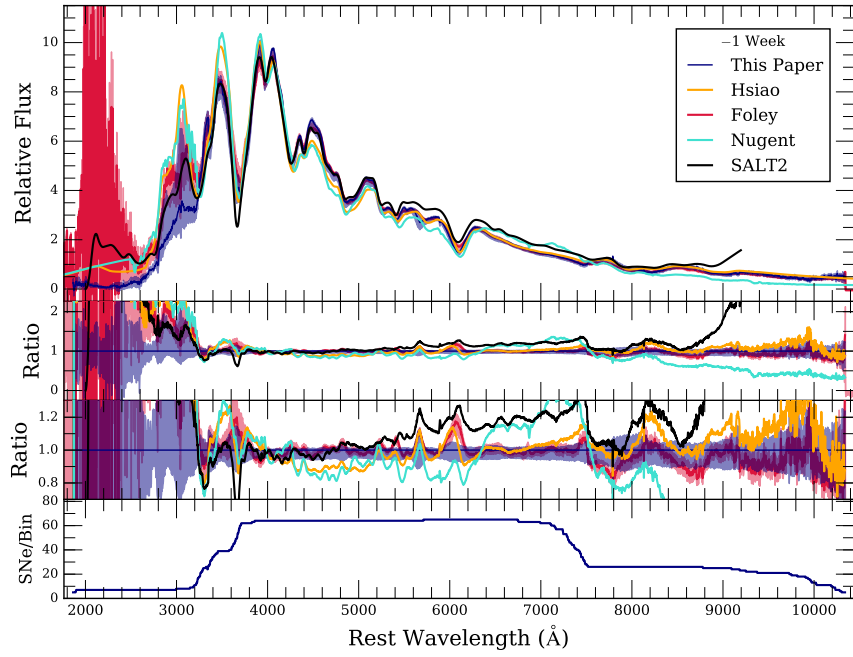 10
8
6
4
2
0
Relative Flux
−1 Week
This Paper
Hsiao
Foley
Nugent
SALT2
2
1
0
Ratio
1.2
1.0
0.8
Ratio
80
60
40
20
0
SNe/Bin
2000 3000 4000 5000 6000 7000 8000 9000 10000
Rest Wavelength (Å)